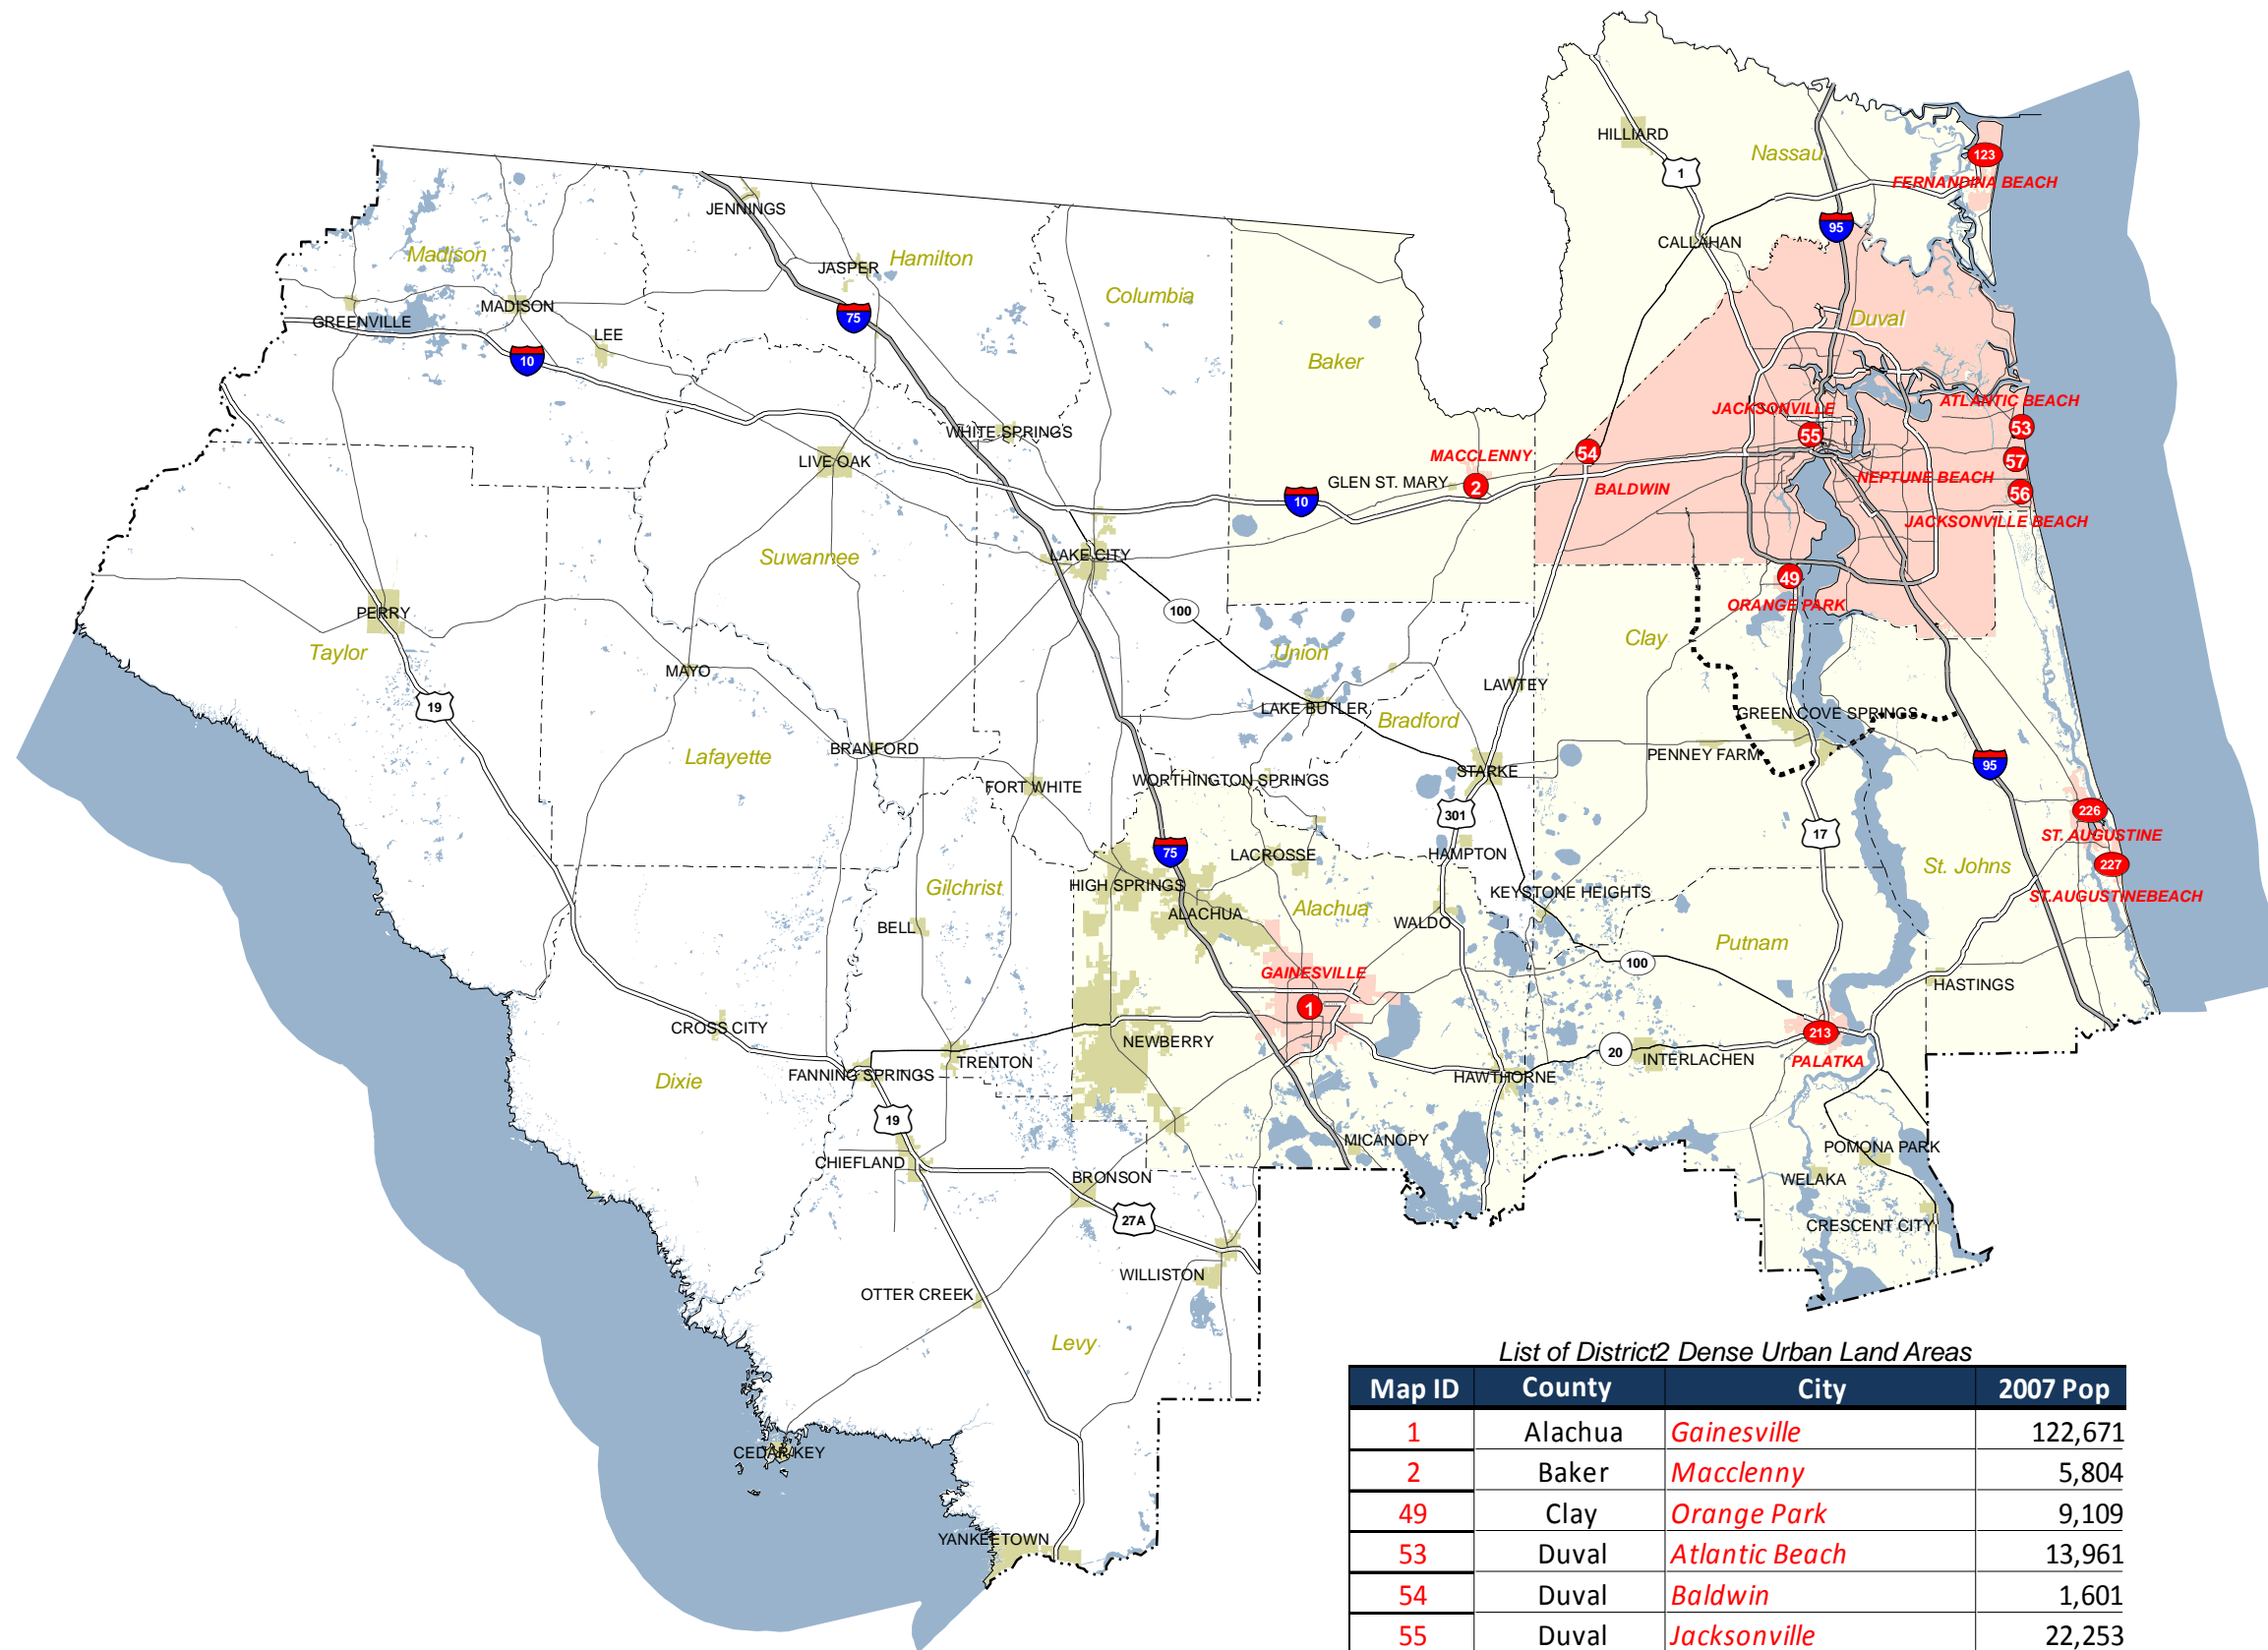 HILLIARD
Nassau
123
1
FERNANDINA BEACH
JENNINGS
95
CALLAHAN
Madison
Hamilton
JASPER
Columbia
MADISON
GREENVILLE
75
Duval
LEE
10
Baker
ATLANTIC BEACH
JACKSONVILLE
53
WHITE SPRINGS
55
LIVE OAK
54
MACCLENNY
57
GLEN ST. MARY
2
NEPTUNE BEACH
BALDWIN
56
10
JACKSONVILLE BEACH
Suwannee
LAKE CITY
49
ORANGE PARK
PERRY
100
Clay
Taylor
Union
MAYO
LAWTEY
19
LAKE BUTLER
Bradford
GREEN COVE SPRINGS
BRANFORD
Lafayette
PENNEY FARM
95
STARKE
WORTHINGTON SPRINGS
FORT WHITE
226
301
17
ST. AUGUSTINE
75
LACROSSE
HAMPTON
227
St. Johns
HIGH SPRINGS
Gilchrist
KEYSTONE HEIGHTS
ST.AUGUSTINEBEACH
ALACHUA
Alachua
WALDO
BELL
Putnam
100
GAINESVILLE
HASTINGS
1
CROSS CITY
213
NEWBERRY
20
INTERLACHEN
TRENTON
PALATKA
FANNING SPRINGS
HAWTHORNE
Dixie
19
MICANOPY
POMONA PARK
CHIEFLAND
BRONSON
WELAKA
27A
CRESCENT CITY
WILLISTON
OTTER CREEK
Levy
CEDAR KEY
YANKEETOWN
List of District2 Dense Urban Land Areas
Map ID County City 2007 Pop
1 Alachua Gainesville 122,671
2 Baker Macclenny 5,804
49 Clay Orange Park 9,109
53 Duval Atlantic Beach 13,961
54 Duval Baldwin 1,601
55 Duval Jacksonville 22,253